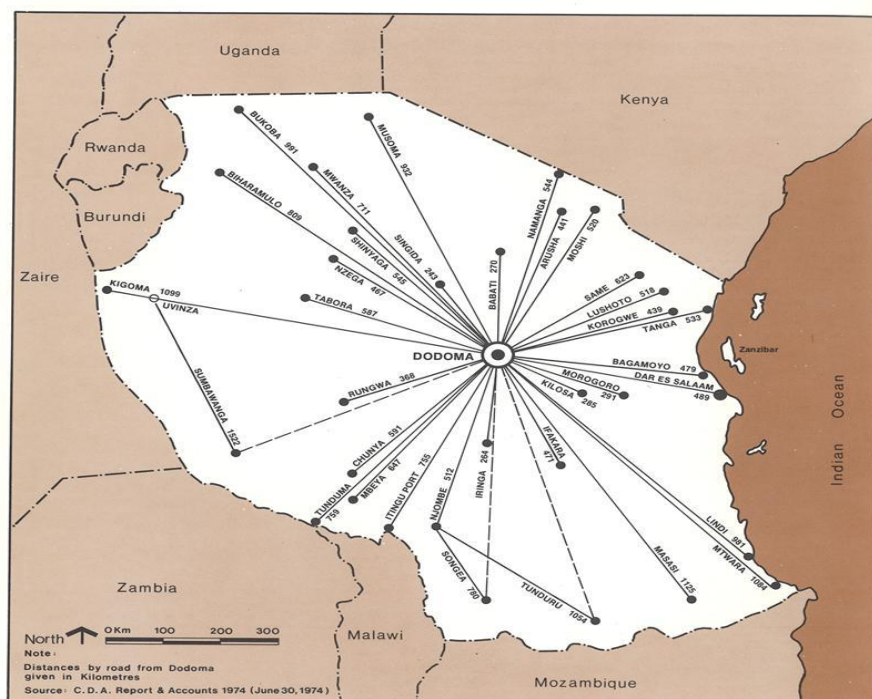 Uganda
Kenya
Rwanda
Burundi
Zaire
BUKOBA 991
MUSOMA 932
MWANZA 711
BIHARAMULO 809
SHINYAGA 545
NZEGA 467
SINGIDA 243
NAMANGA 544
ARUSHA 441
MOSHI 520
BABATI 270
KIGOMA 1099
UVINZA
TABORA 587
SAME 623
LUSHOTO 518
KOROGWE 439
TANGA 533
DODOMA
Zanzibar
BAGAMOYO 479
DAR ES SALAAM
489
MOROGORO
291
KILOSA 285
RUNGWA 368
SUMBAWANGA 1522
CHUNYA 591
MBEYA 647
TUNDUMA
759
ITINGU PORT 755
NJOMBE 512
IRINGA 264
IFAKARA
471
SONGEA
780
TUNDURU 1054
MASASI 1125
LINDI 981
MTWARA 1084
Indian Ocean
Zambia
Malawi
Mozambique
North
0Km 100 200 300
Note:
Distances by road from Dodoma
given in Kilometres
Source: C.D.A. Report & Accounts 1974 (June 30, 1974)